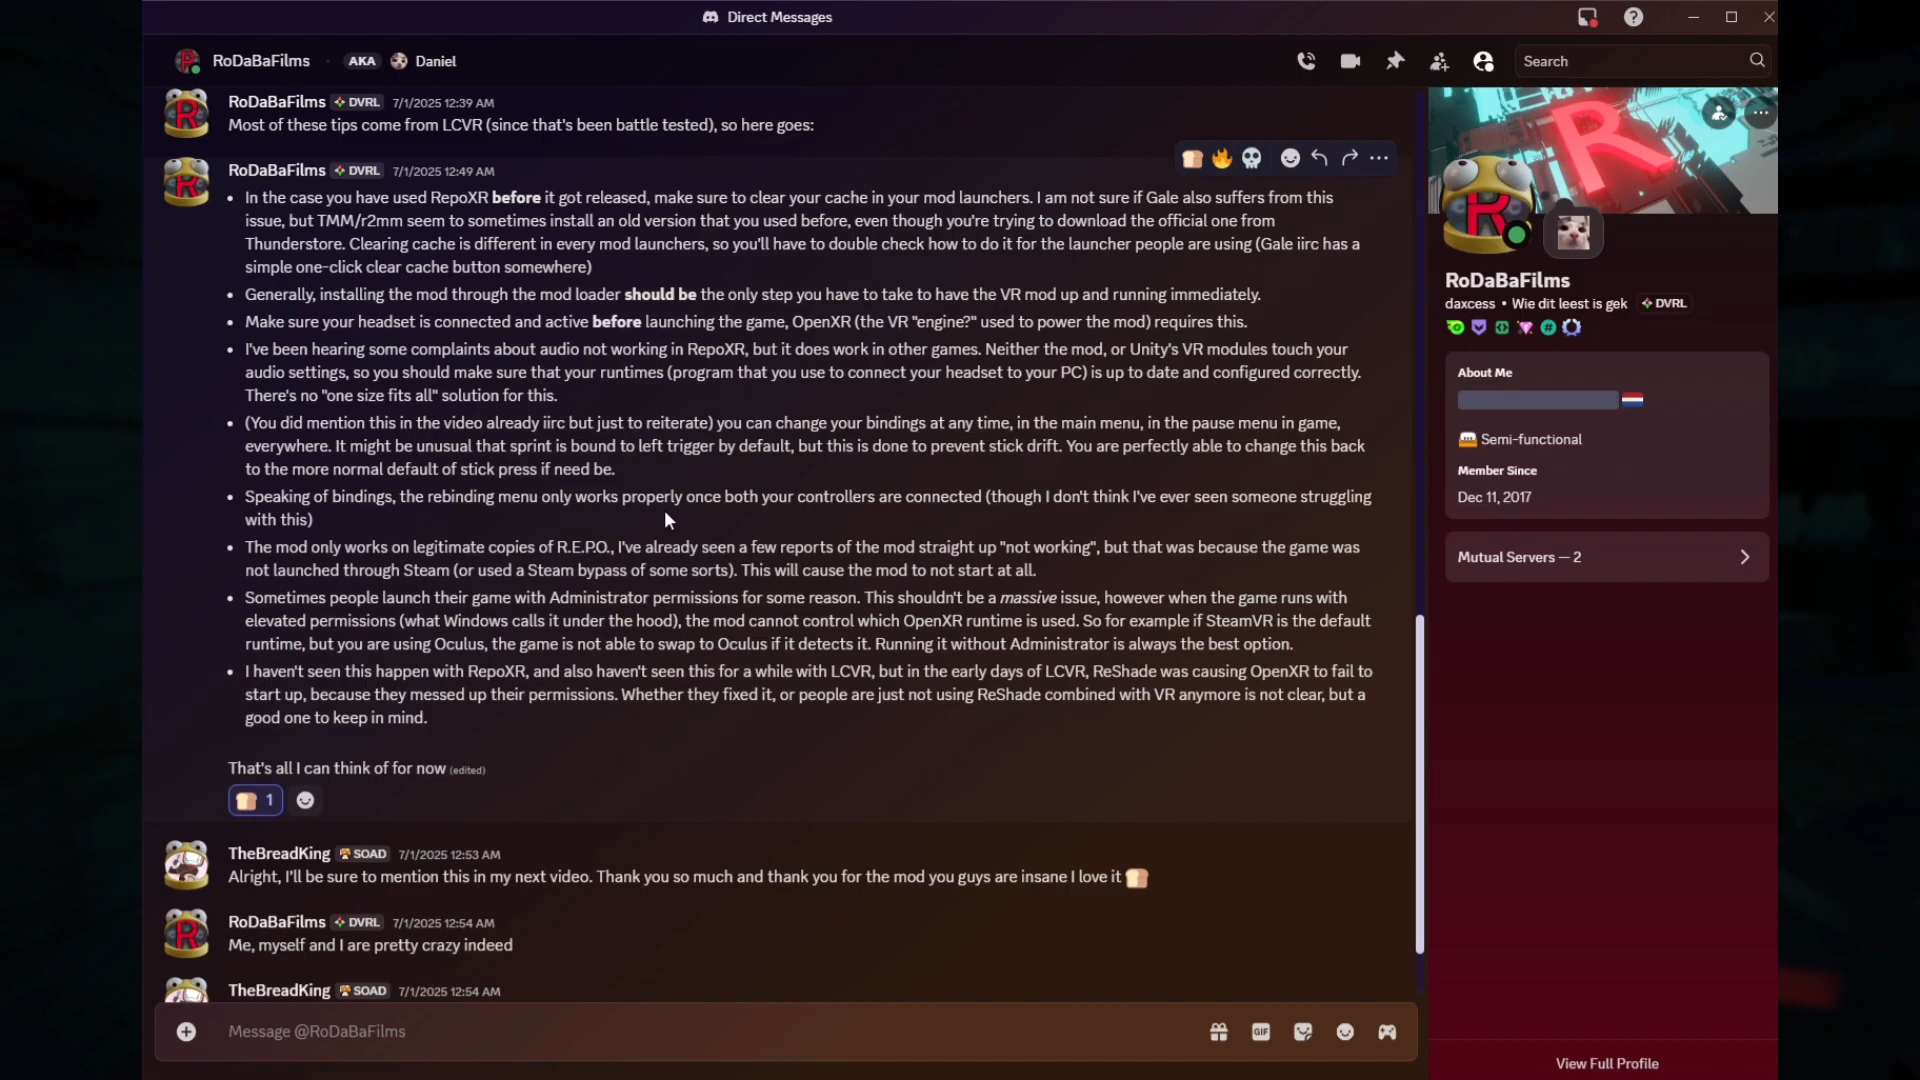 Direct Messages
RoDaBaFilms AKA Daniel
Search
RoDaBaFilms DVRL 7/1/2025 12:39 AM
Most of these tips come from LCVR (since that's been battle tested), so here goes:
RoDaBaFilms DVRL 7/1/2025 12:49 AM
• In the case you have used RepoXR before it got released, make sure to clear your cache in your mod launchers. I am not sure if Gale also suffers from this
issue, but TMM/r2mm seem to sometimes install an old version that you used before, even though you're trying to download the official one from
Thunderstore. Clearing cache is different in every mod launchers, so you'll have to double check how to do it for the launcher people are using (Gale iirc has a
simple one-click clear cache button somewhere)
• Generally, installing the mod through the mod loader should be the only step you have to take to have the VR mod up and running immediately.
• Make sure your headset is connected and active before launching the game, OpenXR (the VR "engine?" used to power the mod) requires this.
• I've been hearing some complaints about audio not working in RepoXR, but it does work in other games. Neither the mod, or Unity's VR modules touch your
audio settings, so you should make sure that your runtimes (program that you use to connect your headset to your PC) is up to date and configured correctly.
There's no "one size fits all" solution for this.
• (You did mention this in the video already iirc but just to reiterate) you can change your bindings at any time, in the main menu, in the pause menu in game,
everywhere. It might be unusual that sprint is bound to left trigger by default, but this is done to prevent stick drift. You are perfectly able to change this back
to the more normal default of stick press if need be.
• Speaking of bindings, the rebinding menu only works properly once both your controllers are connected (though I don't think I've ever seen someone struggling
with this)
• The mod only works on legitimate copies of R.E.P.O., I've already seen a few reports of the mod straight up "not working", but that was because the game was
not launched through Steam (or used a Steam bypass of some sorts). This will cause the mod to not start at all.
• Sometimes people launch their game with Administrator permissions for some reason. This shouldn't be a massive issue, however when the game runs with
elevated permissions (what Windows calls it under the hood), the mod cannot control which OpenXR runtime is used. So for example if SteamVR is the default
runtime, but you are using Oculus, the game is not able to swap to Oculus if it detects it. Running it without Administrator is always the best option.
• I haven't seen this happen with RepoXR, and also haven't seen this for a while with LCVR, but in the early days of LCVR, ReShade was causing OpenXR to fail to
start up, because they messed up their permissions. Whether they fixed it, or people are just not using ReShade combined with VR anymore is not clear, but a
good one to keep in mind.
That's all I can think of for now (edited)
1
TheBreadKing SOAD 7/1/2025 12:53 AM
Alright, I'll be sure to mention this in my next video. Thank you so much and thank you for the mod you guys are insane I love it
RoDaBaFilms DVRL 7/1/2025 12:54 AM
Me, myself and I are pretty crazy indeed
TheBreadKing SOAD 7/1/2025 12:54 AM
Message @RoDaBaFilms
GIF
R
RoDaBaFilms
daxcess • Wie dit leest is gek DVRL
About Me
Semi-functional
Member Since
Dec 11, 2017
Mutual Servers — 2
View Full Profile